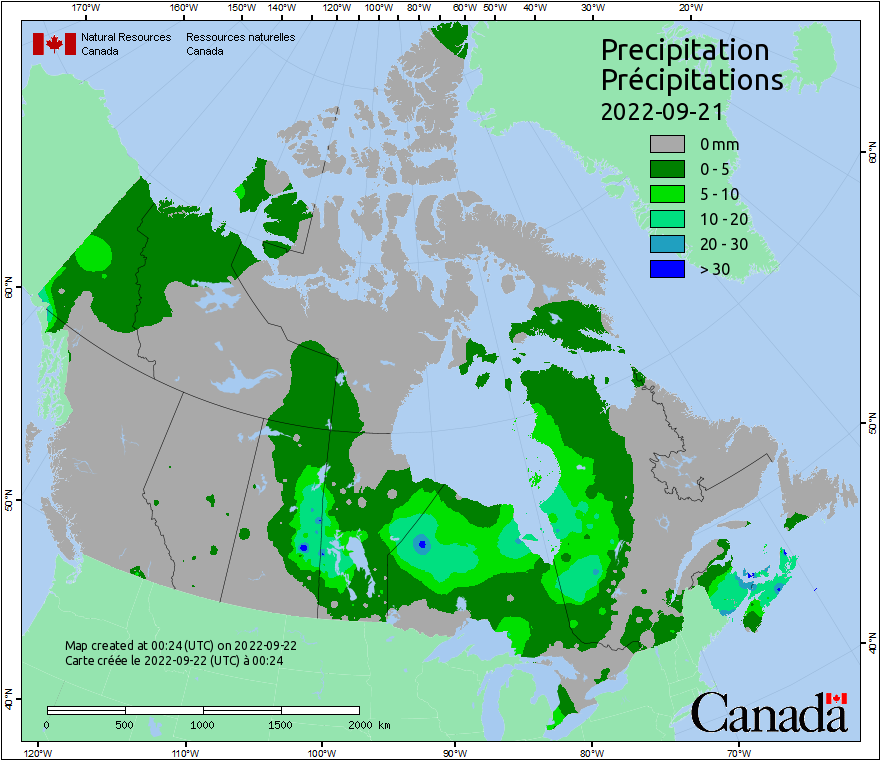 170°W 160°W 150°W 140°W 120°W 100°W 80°W 60°W 50°W 40°W 30°W 20°W
Natural Resources Canada
Ressources naturelles Canada
Precipitation
Précipitations
2022-09-21
0 mm
0 - 5
5 - 10
10 - 20
20 - 30
> 30
60°N
60°N
50°N
50°N
40°N
40°N
Map created at 00:24 (UTC) on 2022-09-22
Carte créée le 2022-09-22 (UTC) à 00:24
0 500 1000 1500 2000 km
Canada
120°W 110°W 100°W 90°W 80°W 70°W